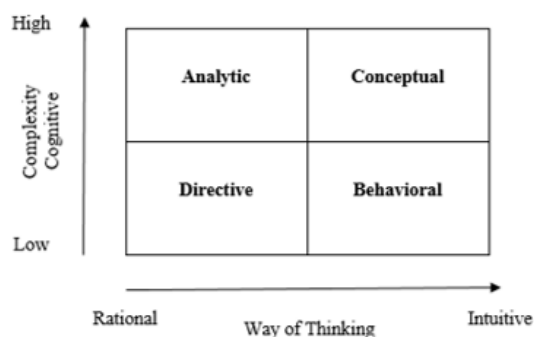 High
Analytic
Conceptual
Complexity
Cognitive
Directive
Behavioral
Low
Rational
Way of Thinking
Intuitive